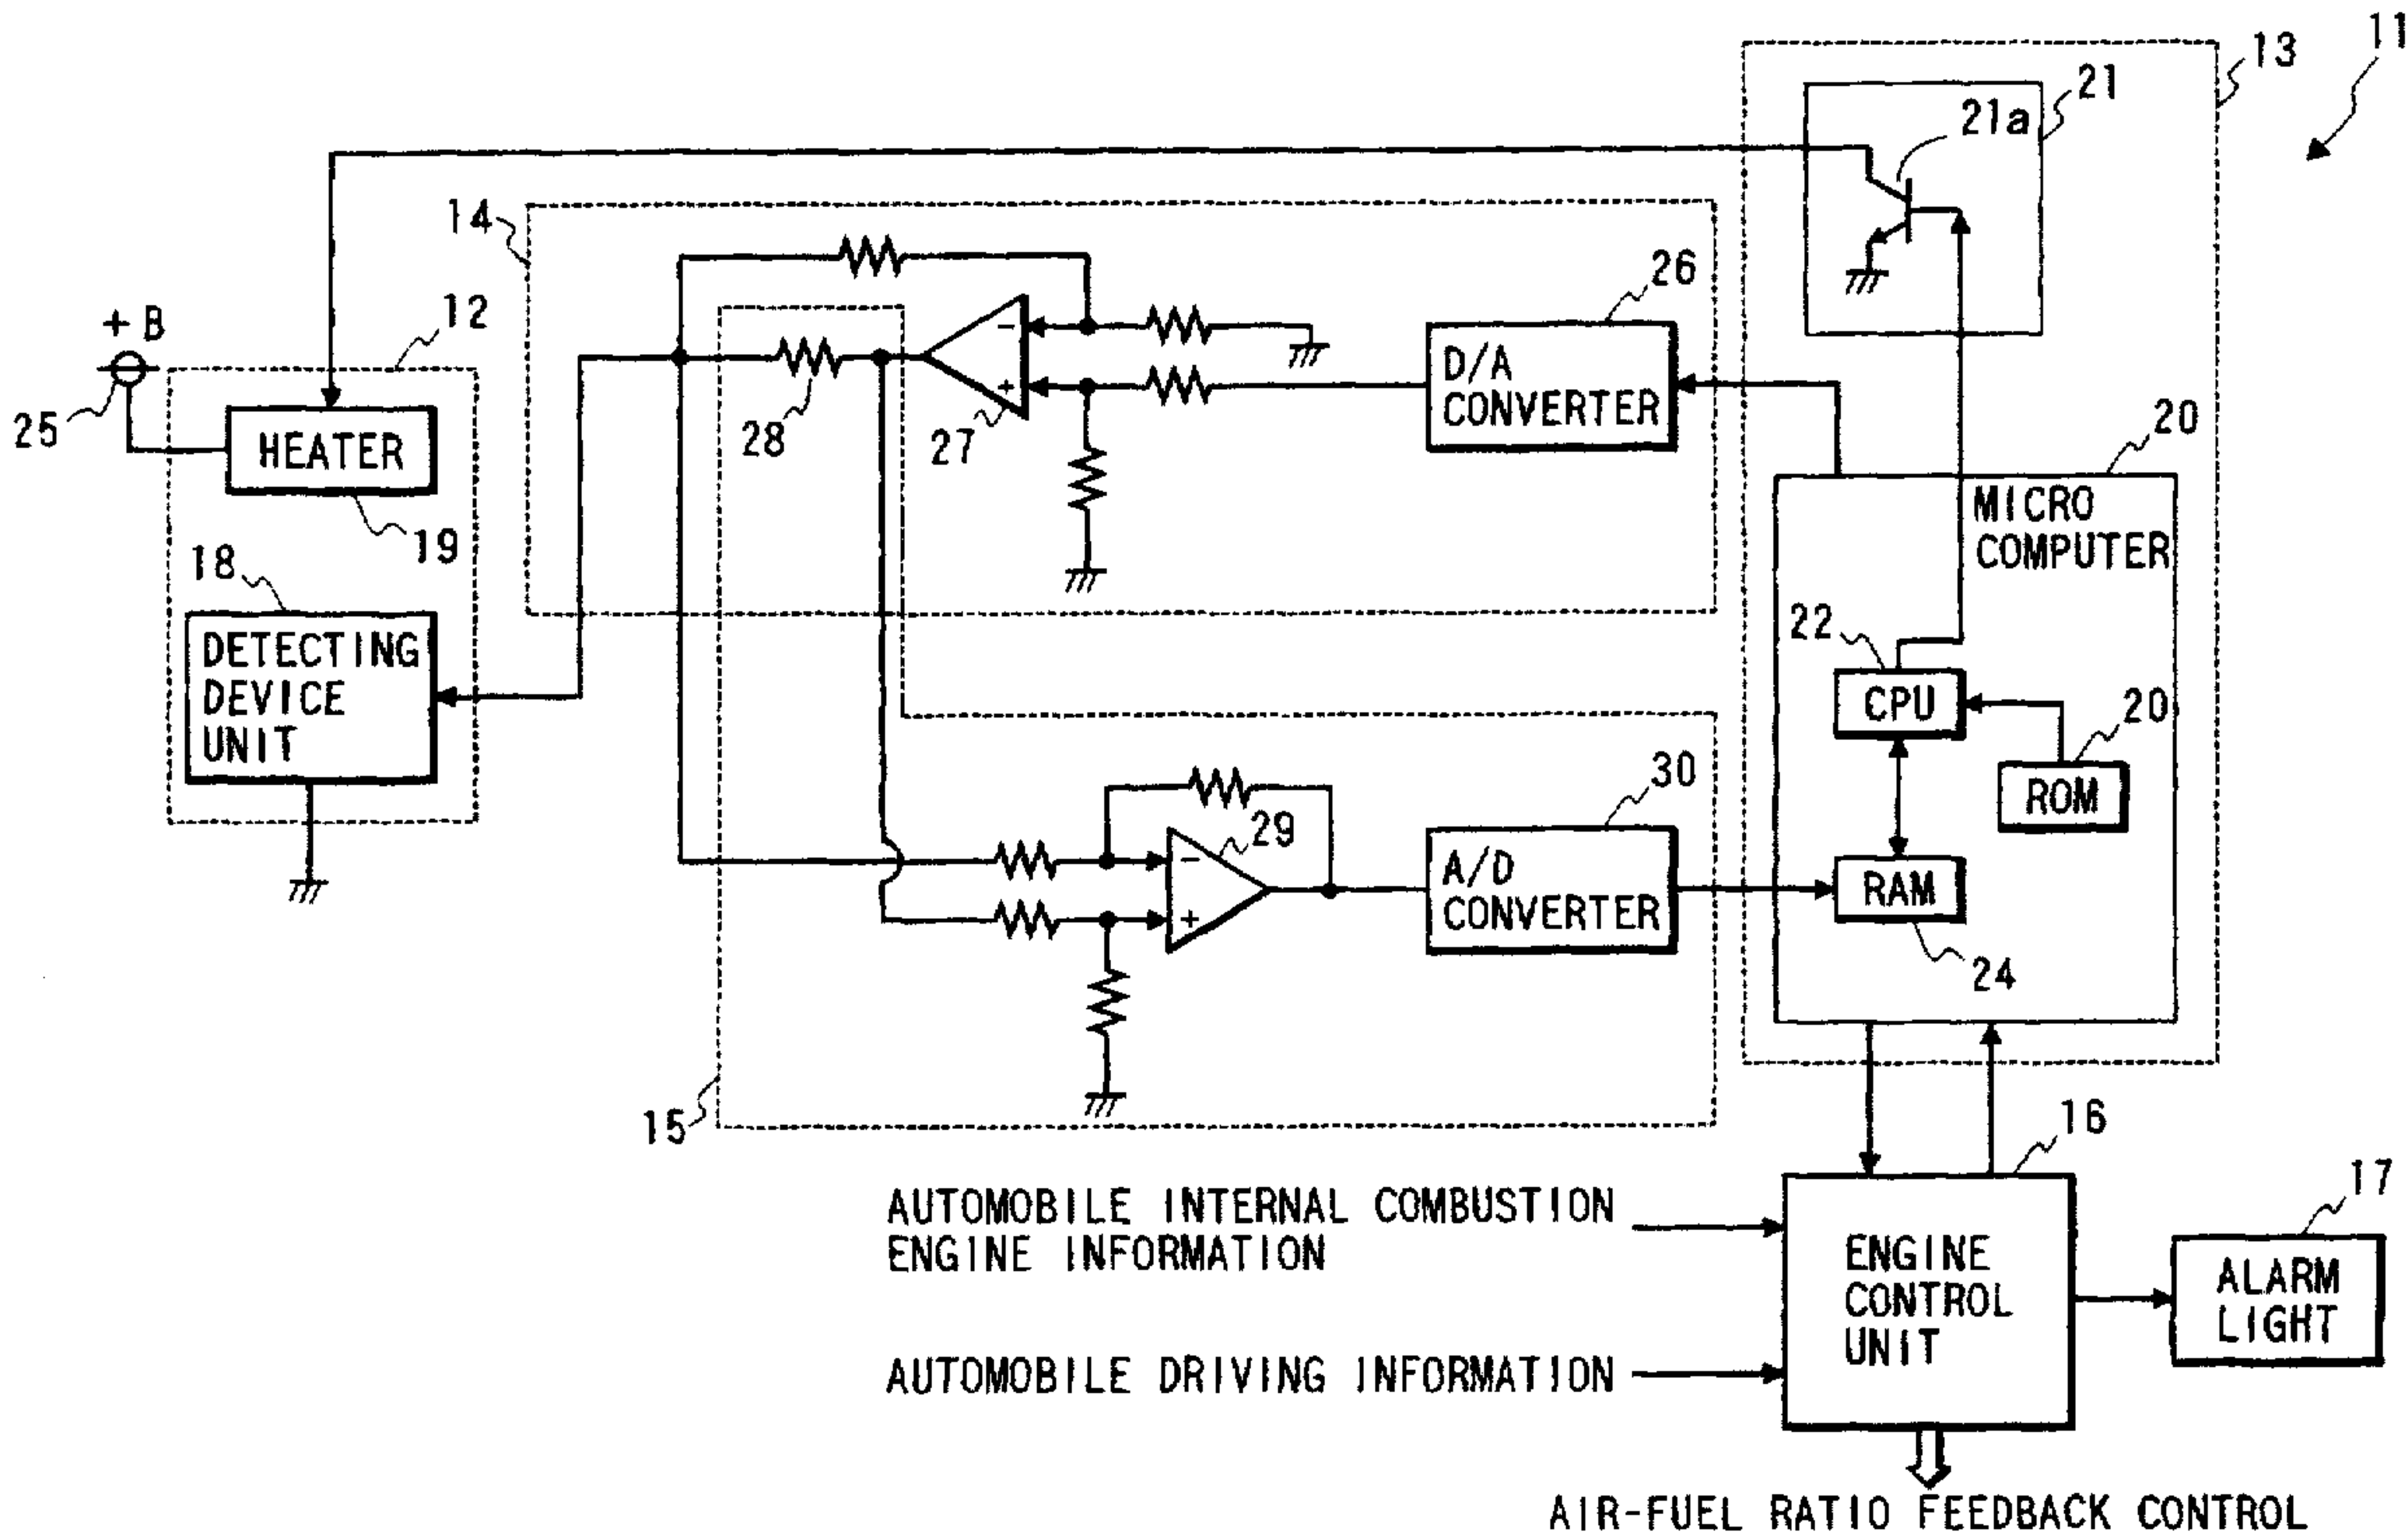 11
13
21
21a
14
26
+ B
12
D/A
CONVERTER
-
+
25
28
27
20
HEATER
MICRO
COMPUTER
19
18
22
DETECTING
DEVICE
UNIT
CPU
20
30
ROM
29
A/D
CONVERTER
-
+
RAM
24
15
16
17
AUTOMOBILE INTERNAL COMBUSTION
ENGINE INFORMATION
ENGINE
CONTROL
UNIT
ALARM
LIGHT
AUTOMOBILE DRIVING INFORMATION
AIR-FUEL RATIO FEEDBACK CONTROL